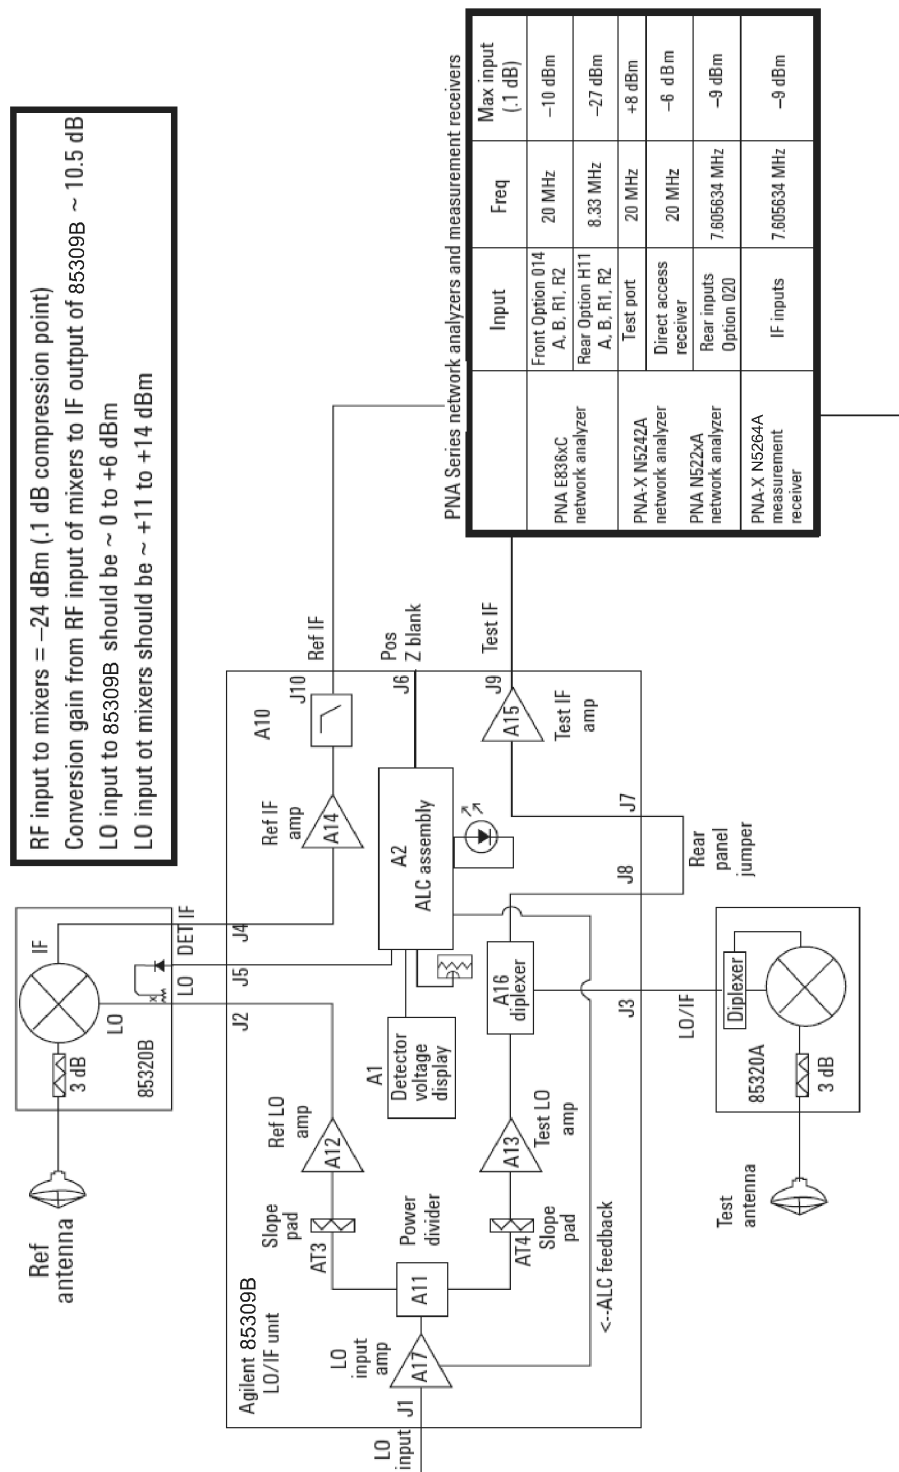 RF input to mixers = –24 dBm (.1 dB compression point)
Conversion gain from RF input of mixers to IF output of 85309B ~ 10.5 dB
LO input to 85309B should be ~ 0 to +6 dBm
LO input ot mixers should be ~ +11 to +14 dBm
Ref
antenna
3 dB
85320B
LO
IF
LO
DET
IF
J2
J5
J4
Agilent 85309B
LO/IF unit
LO
input
J1
LO
input
amp
A17
A11
Power
divider
AT3
Slope
pad
Ref LO
amp
A12
A1
Detector
voltage
display
A2
ALC assembly
Ref IF
amp
A14
A10
J10
Ref IF
J6
Pos
Z blank
AT4
Slope
pad
A13
Test LO
amp
A16
diplexer
A15
Test IF
amp
J9
Test IF
<--ALC feedback
J3
J8
J7
Rear
panel
jumper
LO/IF
Test
antenna
85320A
3 dB
Diplexer
PNA Series network analyzers and measurement receivers
Input Freq Max input
(.1 dB)
PNA E836xC
network analyzer
Front Option 014
A, B, R1, R2
20 MHz –10 dBm
Rear Option H11
A, B, R1, R2
8.33 MHz –27 dBm
PNA-X N5242A
network analyzer
PNA N522xA
network analyzer
Test port 20 MHz +8 dBm
Direct access
receiver
20 MHz –6 dBm
Rear inputs
Option 020
7.605634 MHz –9 dBm
PNA-X N5264A
measurement
receiver
IF inputs 7.605634 MHz –9 dBm